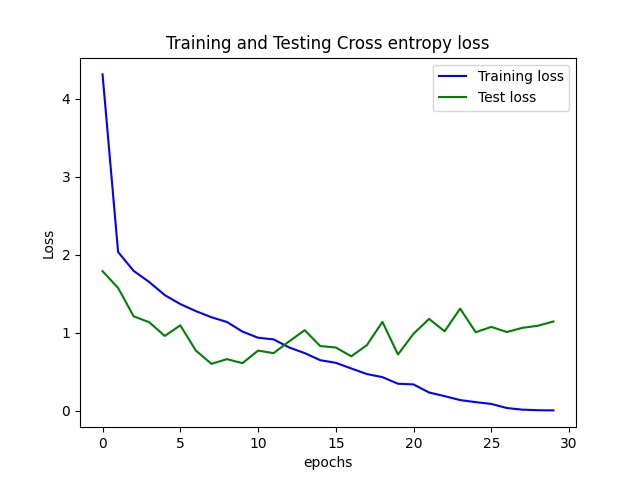 Training and Testing Cross entropy loss
Training loss
Test loss
4
3
2
1
0
Loss
0 5 10 15 20 25 30
epochs